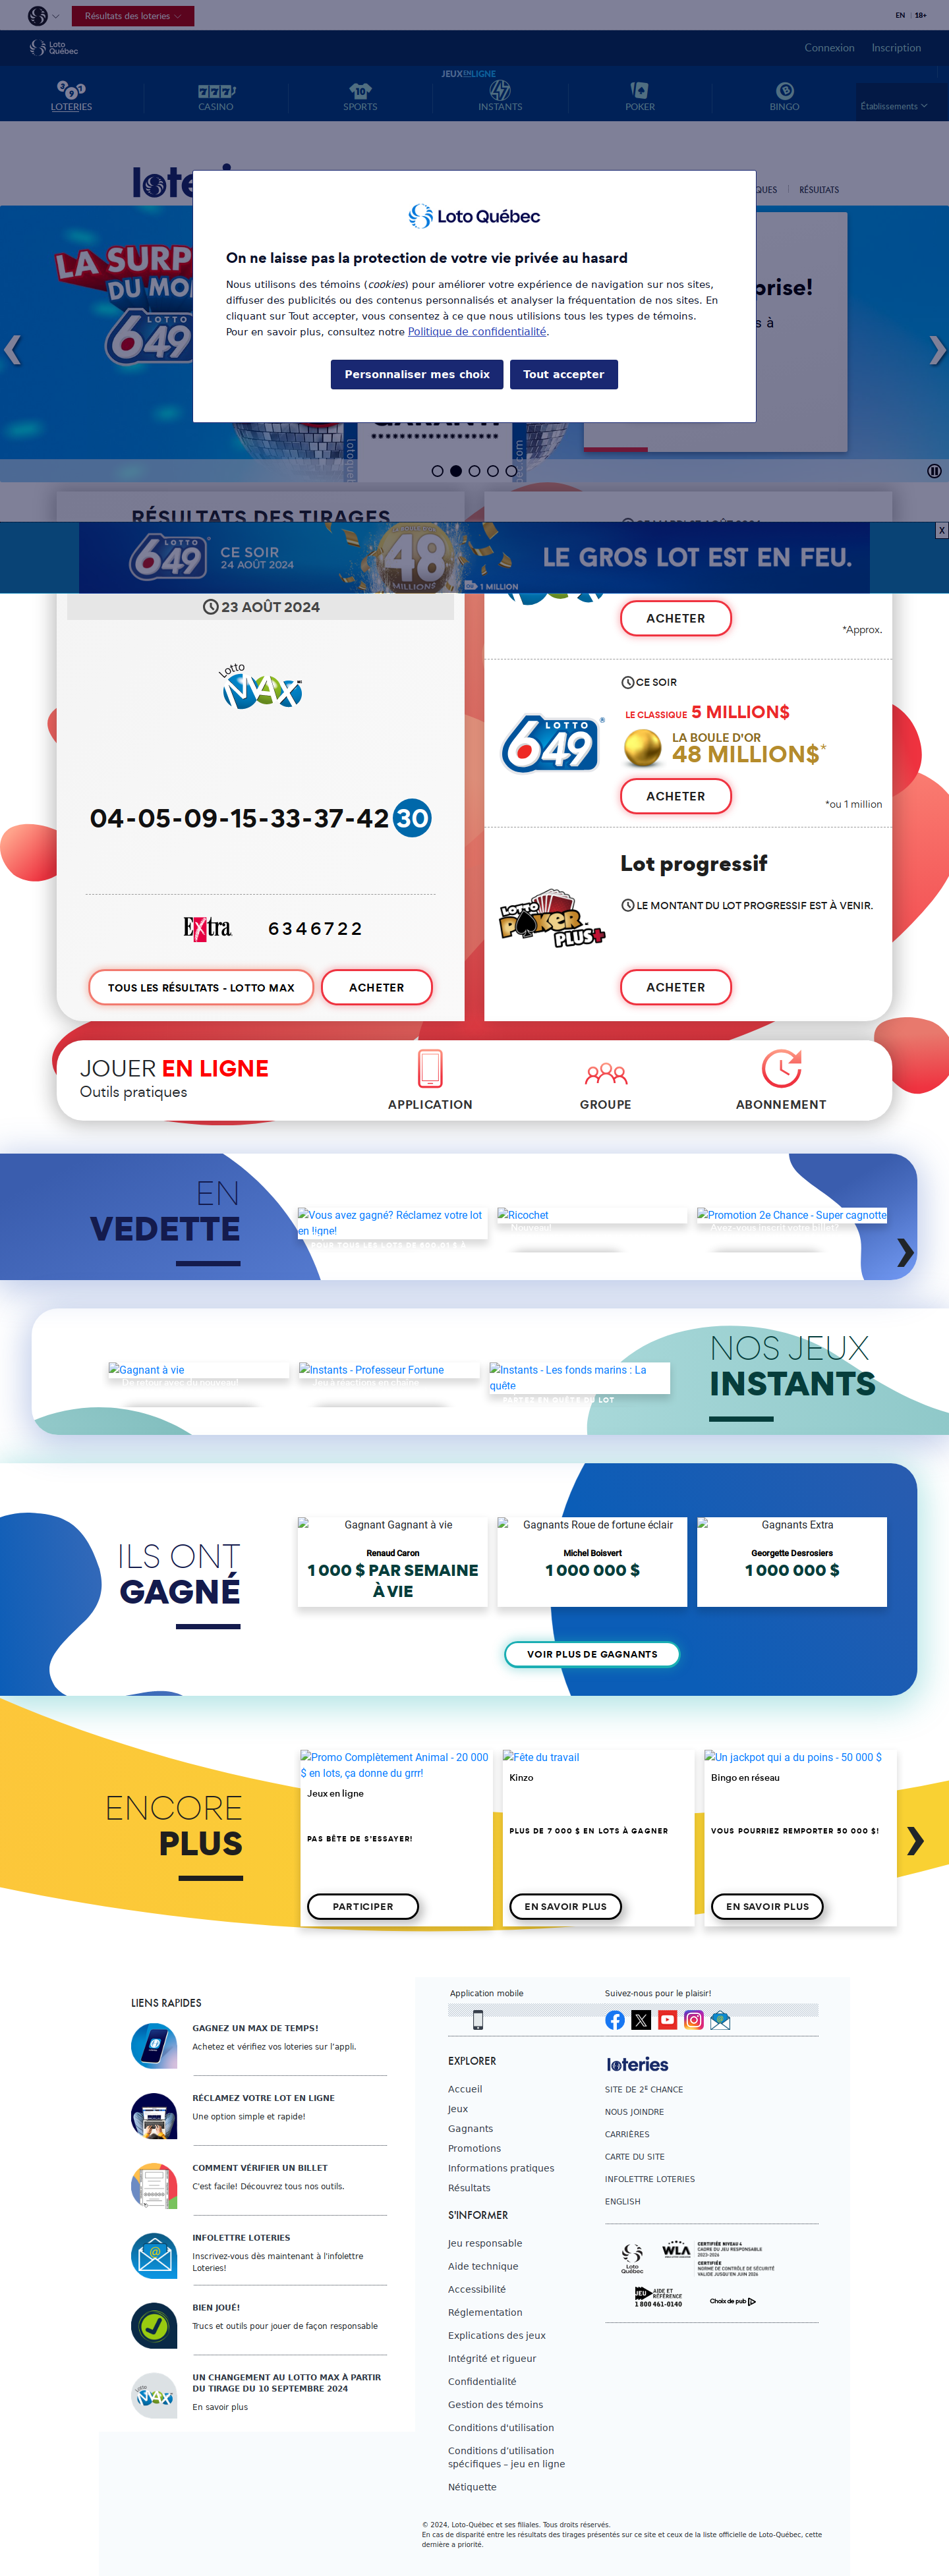 Résultats des loteries
EN | 18+
Loto Québec
Connexion Inscription
JEUX EN LIGNE
LOTERIES
CASINO
SPORTS
INSTANTS
POKER
BINGO
Établissements
RÉSULTATS
LA SURP
DU MO
649
prise!
s à
Loto Québec
On ne laisse pas la protection de votre vie privée au hasard
Nous utilisons des témoins (cookies) pour améliorer votre expérience de navigation sur nos sites,
diffuser des publicités ou des contenus personnalisés et analyser la fréquentation de nos sites. En
cliquant sur Tout accepter, vous consentez à ce que nous utilisions tous les types de témoins.
Pour en savoir plus, consultez notre Politique de confidentialité.
Personnaliser mes choix
Tout accepter
RÉSULTATS DES TIRAGES
X
LOTTO 649
CE SOIR
24 AOÛT 2024
48
MILLIONS
1 MILLION
LE GROS LOT EST EN FEU.
23 AOÛT 2024
Lotto MAX
04-05-09-15-33-37-42 30
Extra
6346722
TOUS LES RÉSULTATS - LOTTO MAX
ACHETER
ACHETER
*Approx.
CE SOIR
LOTTO 649
LE CLASSIQUE 5 MILLION$
LA BOULE D'OR
48 MILLION$*
ACHETER
*ou 1 million
Lot progressif
LOTTO POKER PLUS+
LE MONTANT DU LOT PROGRESSIF EST À VENIR.
ACHETER
JOUER EN LIGNE
Outils pratiques
APPLICATION
GROUPE
ABONNEMENT
EN
VEDETTE
Vous avez gagné? Réclamez votre lot en ligne!
Ricochet
Nouveau!
Promotion 2e Chance - Super cagnotte
Gagnant à vie
Instants - Professeur Fortune
Instants - Les fonds marins : La quête
NOS JEUX
INSTANTS
ILS ONT
GAGNÉ
Gagnant Gagnant à vie
Renaud Caron
1 000 $ PAR SEMAINE
À VIE
Gagnants Roue de fortune éclair
Michel Boisvert
1 000 000 $
Gagnants Extra
Georgette Desrosiers
1 000 000 $
VOIR PLUS DE GAGNANTS
ENCORE
PLUS
Promo Complètement Animal - 20 000
$ en lots, ça donne du grrr!
Jeux en ligne
PAS BÊTE DE S'ESSAYER!
PARTICIPER
Fête du travail
Kinzo
PLUS DE 7 000 $ EN LOTS À GAGNER
EN SAVOIR PLUS
Un jackpot qui a du poins - 50 000 $
Bingo en réseau
VOUS POURRIEZ REMPORTER 50 000 $!
EN SAVOIR PLUS
LIENS RAPIDES
GAGNEZ UN MAX DE TEMPS!
Achetez et vérifiez vos loteries sur l'appli.
RÉCLAMEZ VOTRE LOT EN LIGNE
Une option simple et rapide!
COMMENT VÉRIFIER UN BILLET
C'est facile! Découvrez tous nos outils.
INFOLETTRE LOTERIES
Inscrivez-vous dès maintenant à l'infolettre
Loteries!
BIEN JOUÉ!
Trucs et outils pour jouer de façon responsable
UN CHANGEMENT AU LOTTO MAX À PARTIR
DU TIRAGE DU 10 SEPTEMBRE 2024
En savoir plus
Application mobile
Suivez-nous pour le plaisir!
EXPLORER
Accueil
Jeux
Gagnants
Promotions
Informations pratiques
Résultats
S'INFORMER
Jeu responsable
Aide technique
Accessibilité
Réglementation
Explications des jeux
Intégrité et rigueur
Confidentialité
Gestion des témoins
Conditions d'utilisation
Conditions d'utilisation
spécifiques – jeu en ligne
Nétiquette
loteries
SITE DE 2E CHANCE
NOUS JOINDRE
CARRIÈRES
CARTE DU SITE
INFOLETTRE LOTERIES
ENGLISH
Loto Québec
WLA
CERTIFIÉE NIVEAU 4
CADRE DU JEU RESPONSABLE
2023-2026
CERTIFIÉE
NORME DE CONTRÔLE DE SÉCURITÉ
VALIDE JUSQU'EN JUIN 2026
JEU AIDE ET
RÉFÉRENCE
1 800 461-0140
Choix de pub
© 2024, Loto-Québec et ses filiales. Tous droits réservés.
En cas de disparité entre les résultats des tirages présentés sur ce site et ceux de la liste officielle de Loto-Québec, cette
dernière a priorité.